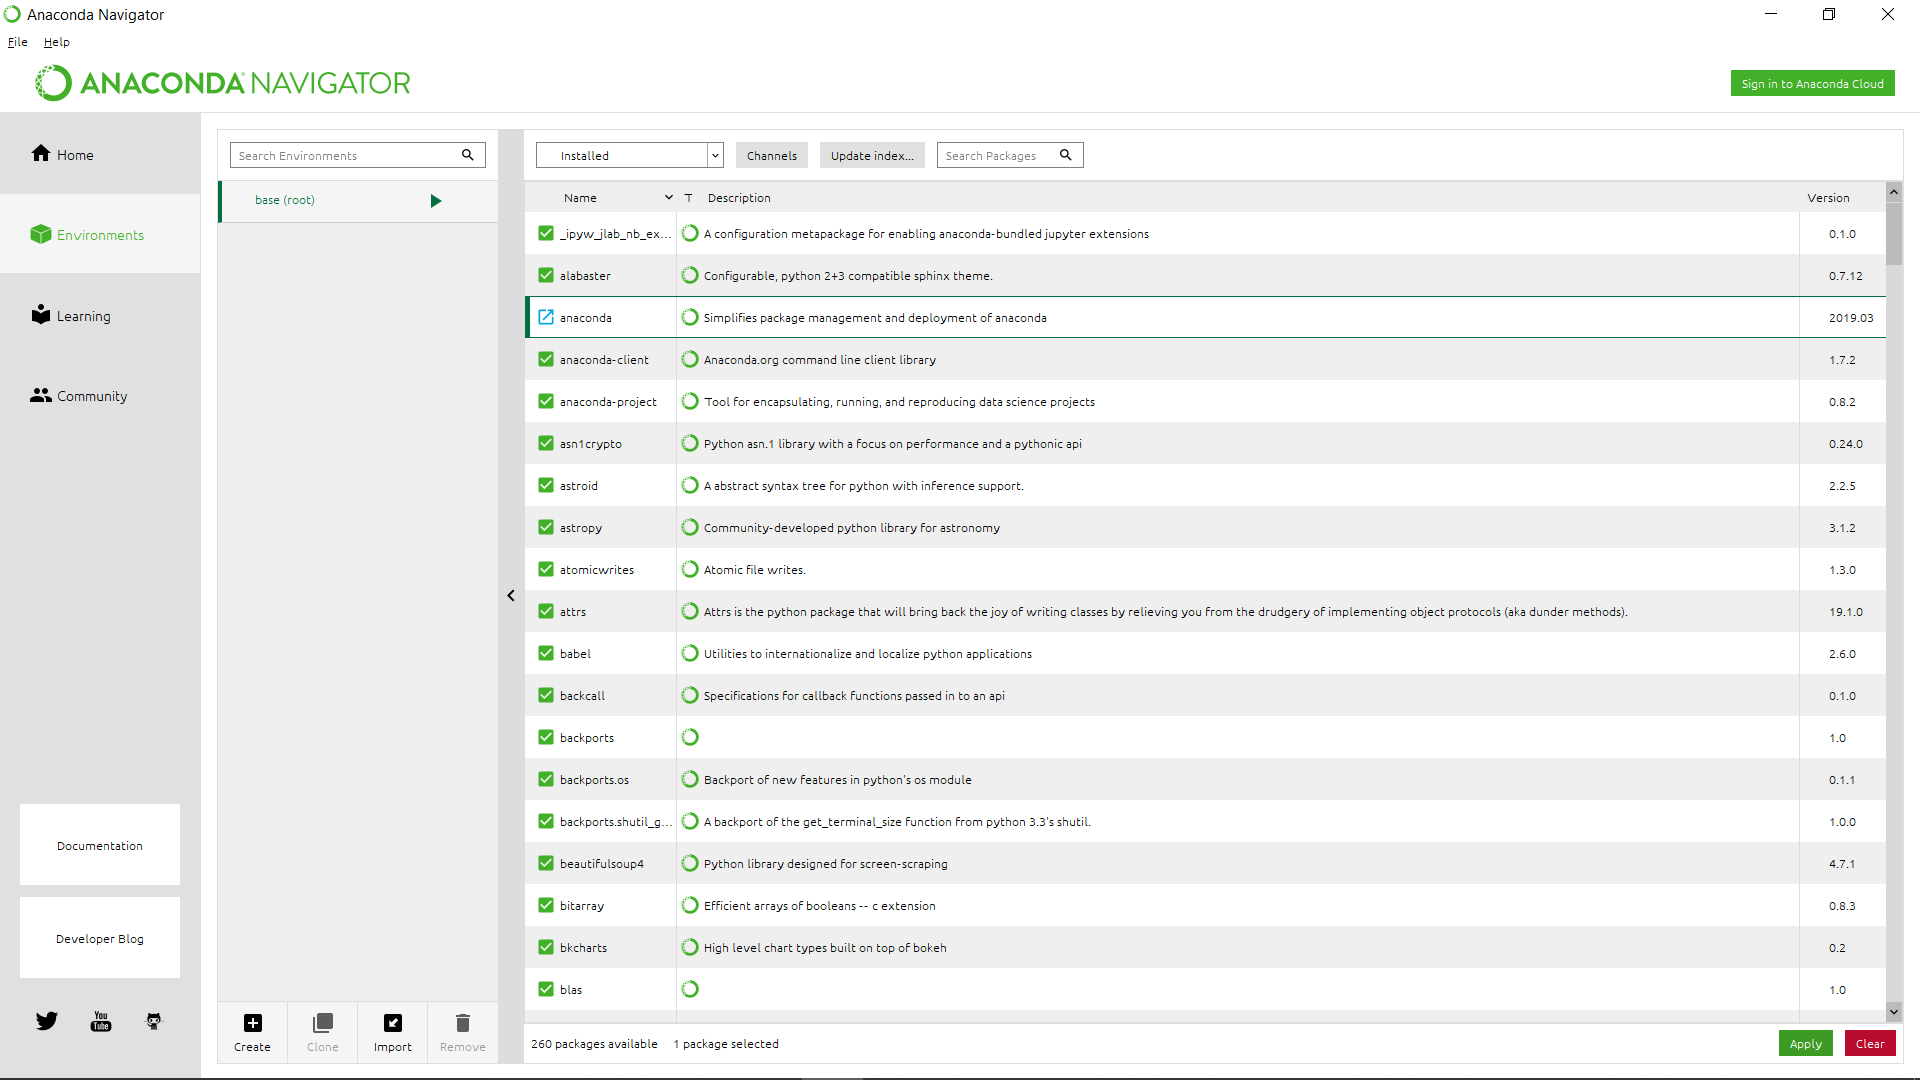 Anaconda Navigator
File Help
ANACONDA NAVIGATOR
Sign in to Anaconda Cloud
Home
Environments
Learning
Community
Documentation
Developer Blog
You Tube
Search Environments
base (root)
Create Clone Import Remove
Installed Channels Update index... Search Packages
Name T Description Version
_ipyw_jlab_nb_ex... A configuration metapackage for enabling anaconda-bundled jupyter extensions 0.1.0
alabaster Configurable, python 2+3 compatible sphinx theme. 0.7.12
anaconda Simplifies package management and deployment of anaconda 2019.03
anaconda-client Anaconda.org command line client library 1.7.2
anaconda-project Tool for encapsulating, running, and reproducing data science projects 0.8.2
asn1crypto Python asn.1 library with a focus on performance and a pythonic api 0.24.0
astroid A abstract syntax tree for python with inference support. 2.2.5
astropy Community-developed python library for astronomy 3.1.2
atomicwrites Atomic file writes. 1.3.0
attrs Attrs is the python package that will bring back the joy of writing classes by relieving you from the drudgery of implementing object protocols (aka dunder methods). 19.1.0
babel Utilities to internationalize and localize python applications 2.6.0
backcall Specifications for callback functions passed in to an api 0.1.0
backports 1.0
backports.os Backport of new features in python's os module 0.1.1
backports.shutil_g... A backport of the get_terminal_size function from python 3.3's shutil. 1.0.0
beautifulsoup4 Python library designed for screen-scraping 4.7.1
bitarray Efficient arrays of booleans -- c extension 0.8.3
bkcharts High level chart types built on top of bokeh 0.2
blas 1.0
260 packages available 1 package selected Apply Clear